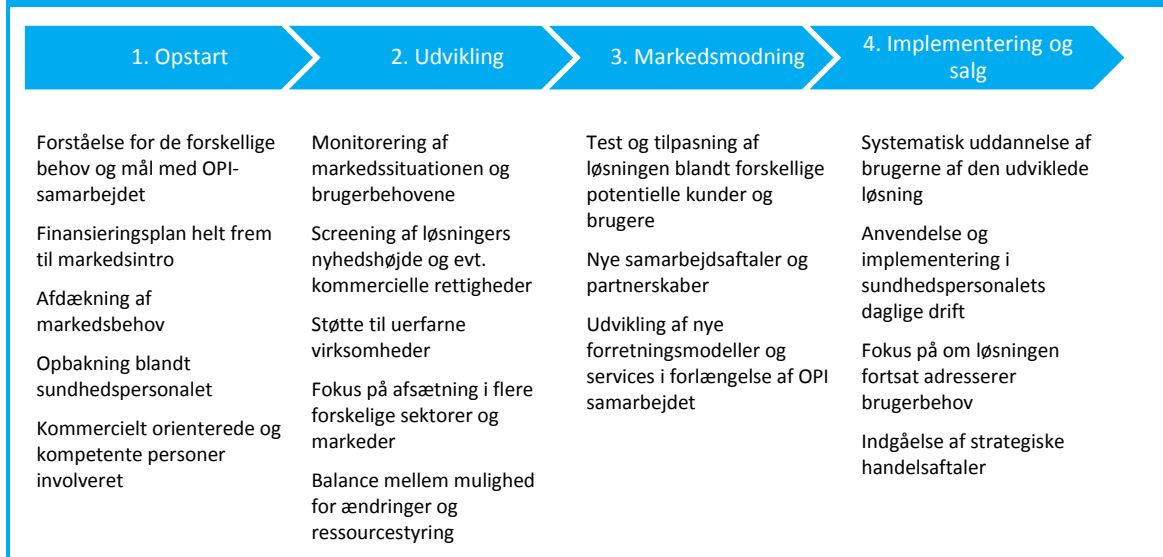 1. Opstart
2. Udvikling
3. Markedsmodning
4. Implementering og
salg
Forståelse for de forskellige
behov og mål med OPI-
samarbejdet
Finansieringsplan helt frem
til markedsintro
Afdækning af
markedsbehov
Opbakning blandt
sundhedspersonalet
Kommercielt orienterede og
kompetente personer
involveret
Monitorering af
markedssituationen og
brugerbehovene
Screening af løsningers
nyhedshøjde og evt.
kommercielle rettigheder
Støtte til uerfarne
virksomheder
Fokus på afsætning i flere
forskelige sektorer og
markeder
Balance mellem mulighed
for ændringer og
ressourcestyring
Test og tilpasning af
løsningen blandt forskellige
potentielle kunder og
brugere
Nye samarbejdsaftaler og
partnerskaber
Udvikling af nye
forretningsmodeller og
services i forlængelse af OPI
samarbejdet
Systematisk uddannelse af
brugerne af den udviklede
løsning
Anvendelse og
implementering i
sundhedspersonalets
daglige drift
Fokus på om løsningen
fortsat adresserer
brugerbehov
Indgåelse af strategiske
handelsaftaler